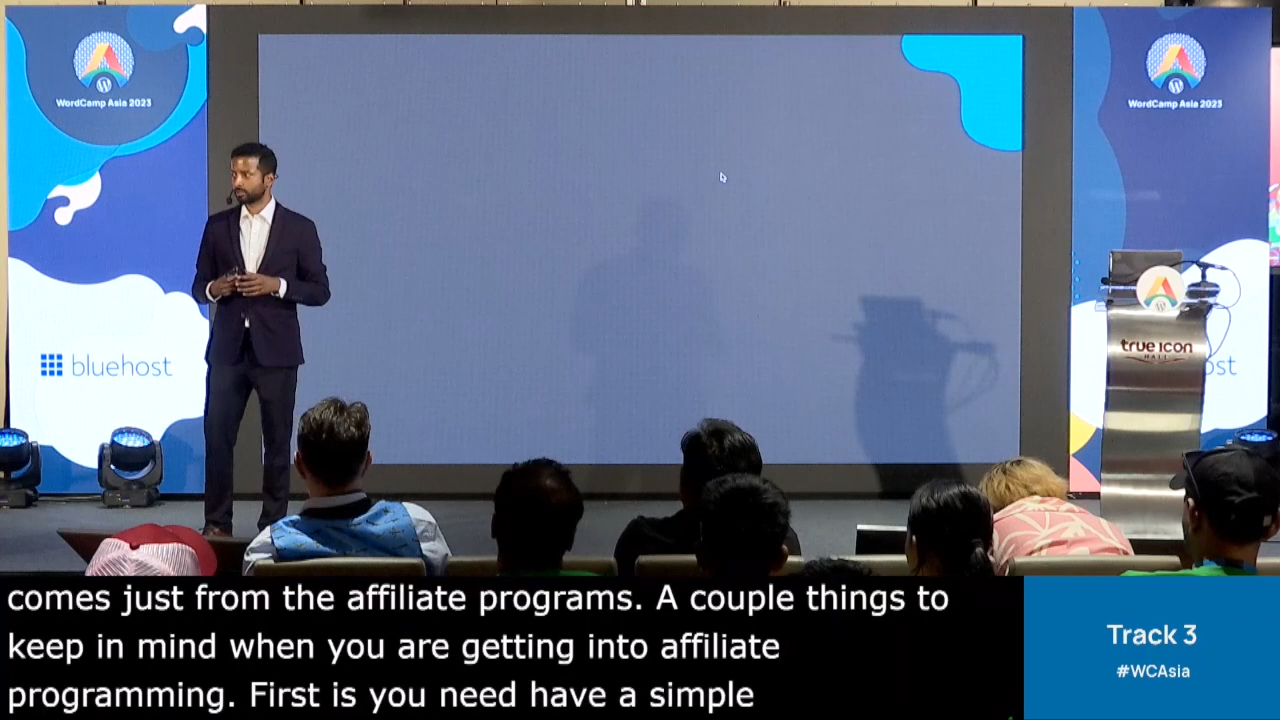 WordCamp Asia 2023
WordCamp Asia 2023
bluehost
true icon
HALL
ost
comes just from the affiliate programs. A couple things to
keep in mind when you are getting into affiliate
programming. First is you need have a simple
Track 3
#WCAsia